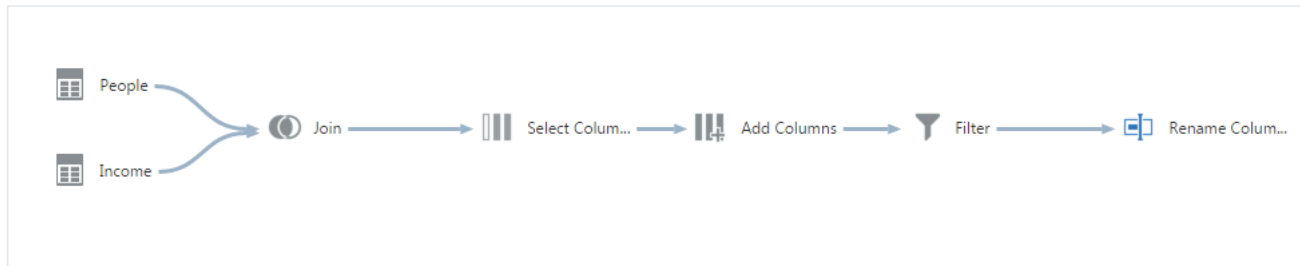 People
Income
Join
Select Colum...
Add Columns
Filter
Rename Colum...